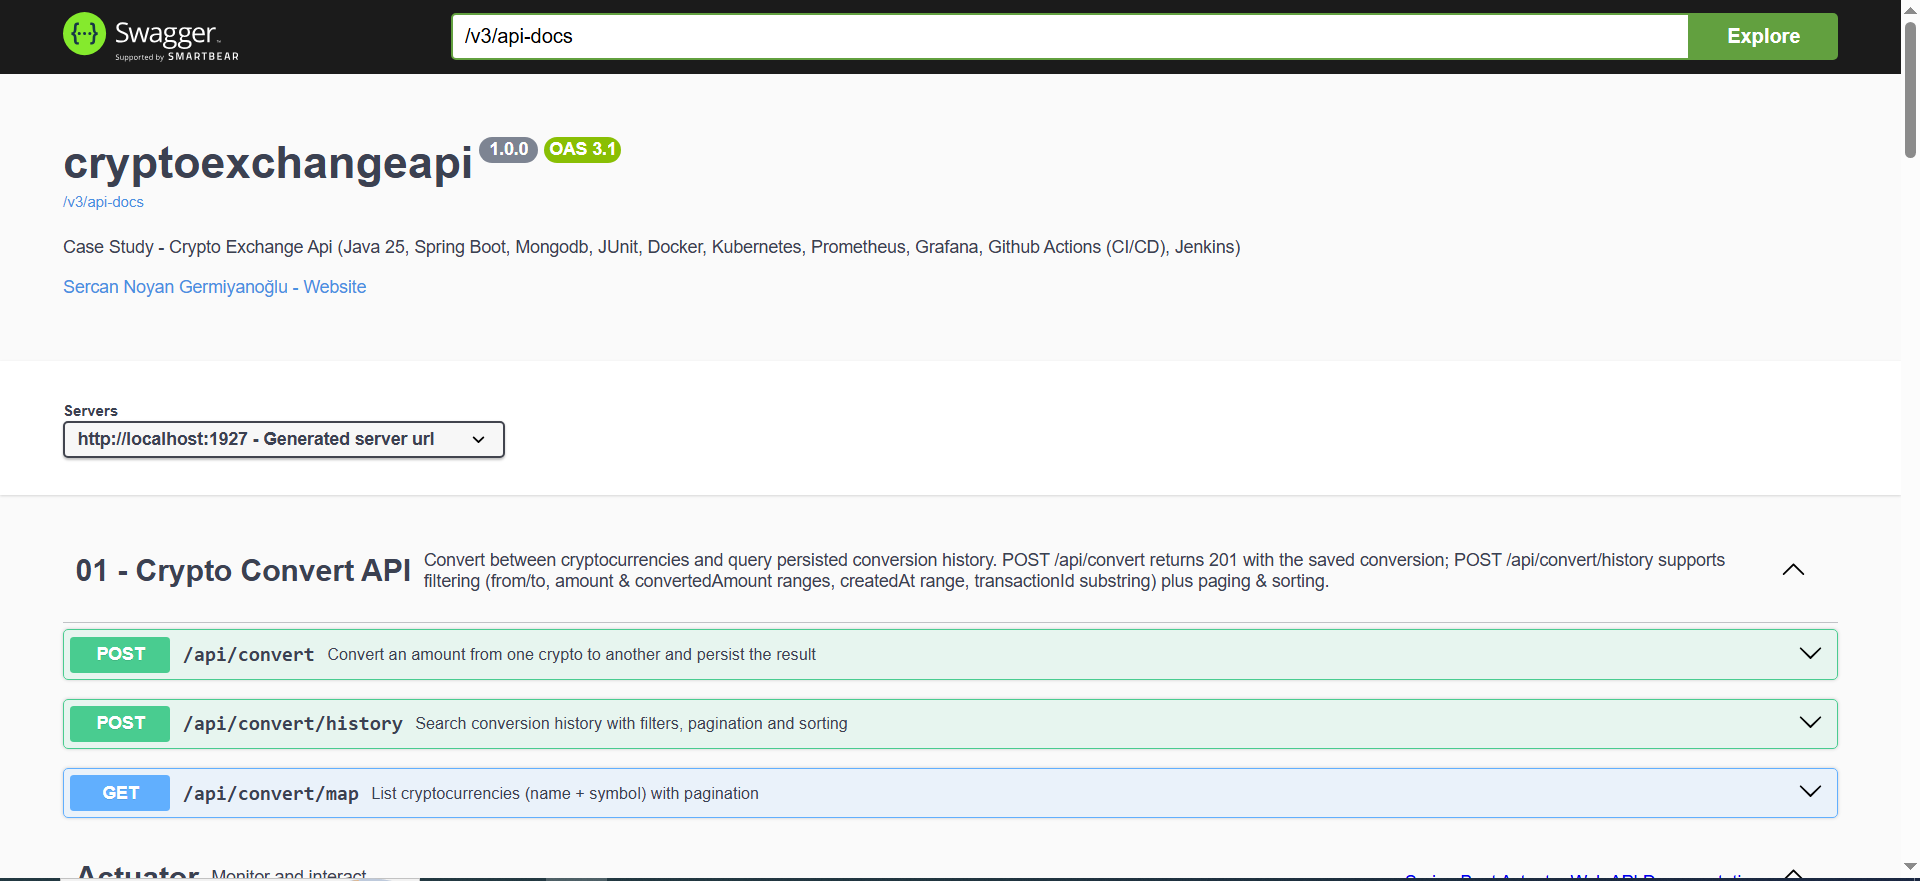 Swagger
Supported by SMARTBEAR
/v3/api-docs
Explore
cryptoexchangeapi 1.0.0 OAS 3.1
/v3/api-docs
Case Study - Crypto Exchange Api (Java 25, Spring Boot, Mongodb, JUnit, Docker, Kubernetes, Prometheus, Grafana, Github Actions (CI/CD), Jenkins)
Sercan Noyan Germiyanoğlu - Website
Servers
http://localhost:1927 - Generated server url
01 - Crypto Convert API
Convert between cryptocurrencies and query persisted conversion history. POST /api/convert returns 201 with the saved conversion; POST /api/convert/history supports
filtering (from/to, amount & convertedAmount ranges, createdAt range, transactionId substring) plus paging & sorting.
POST /api/convert Convert an amount from one crypto to another and persist the result
POST /api/convert/history Search conversion history with filters, pagination and sorting
GET /api/convert/map List cryptocurrencies (name + symbol) with pagination
Actuator Monitor and interact